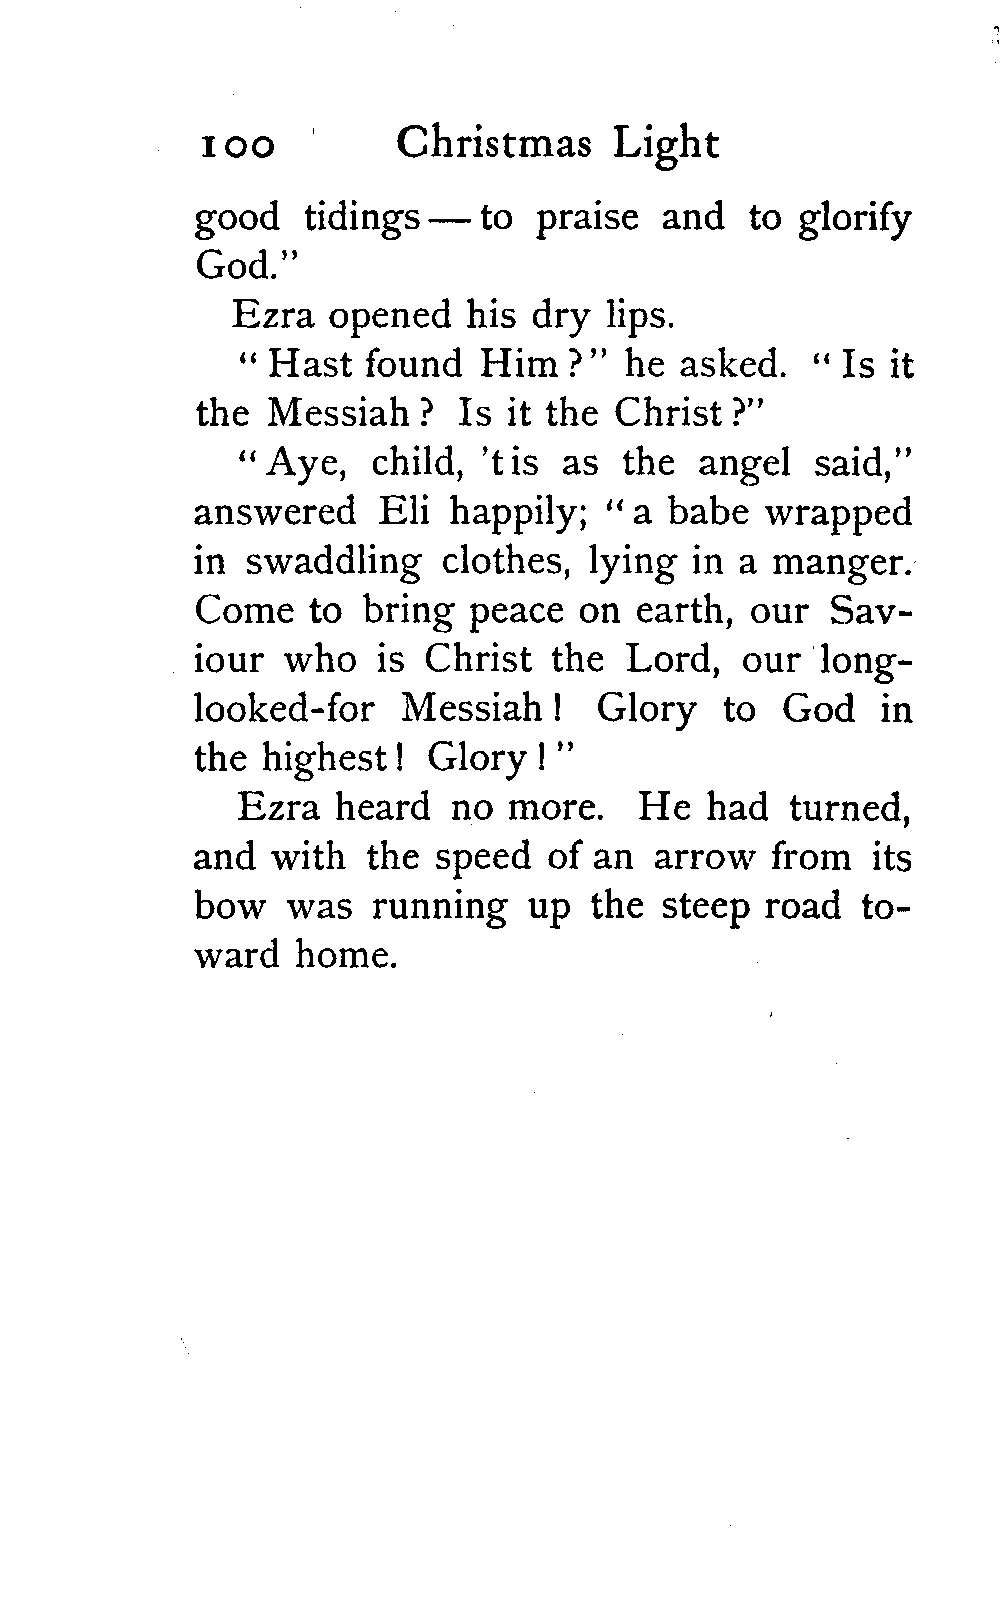 100 Christmas Light
good tidings — to praise and to glorify
God."
Ezra opened his dry lips.
"Hast found Him?" he asked. "Is it
the Messiah? Is it the Christ?"
"Aye, child, 'tis as the angel said,"
answered Eli happily; "a babe wrapped
in swaddling clothes, lying in a manger.
Come to bring peace on earth, our Sav-
iour who is Christ the Lord, our long-
looked-for Messiah! Glory to God in
the highest! Glory!"
Ezra heard no more. He had turned,
and with the speed of an arrow from its
bow was running up the steep road to-
ward home.